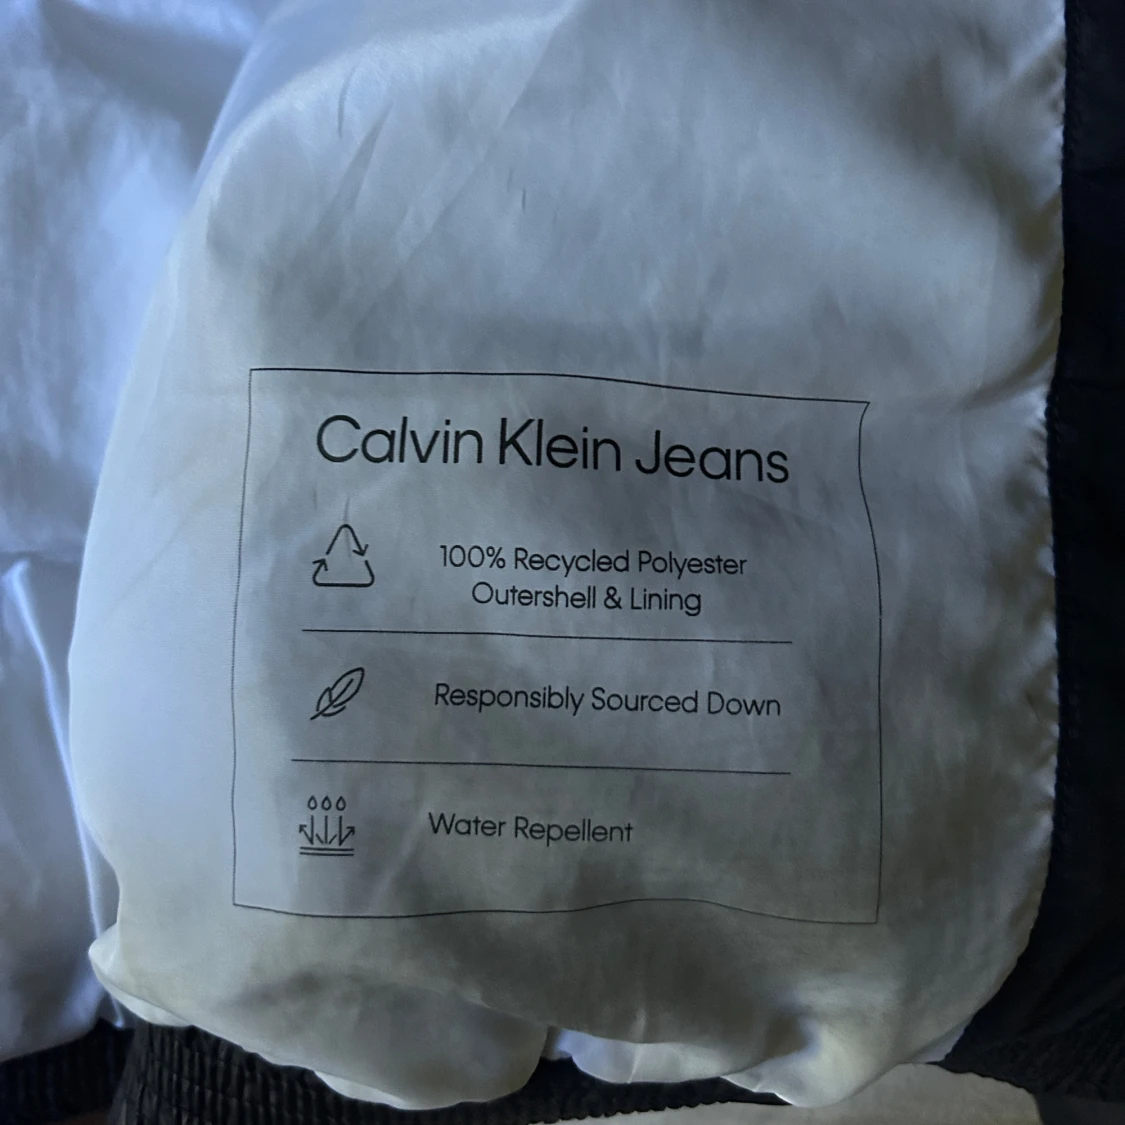 Calvin Klein Jeans
100% Recycled Polyester
Outershell & Lining
Responsibly Sourced Down
Water Repellent